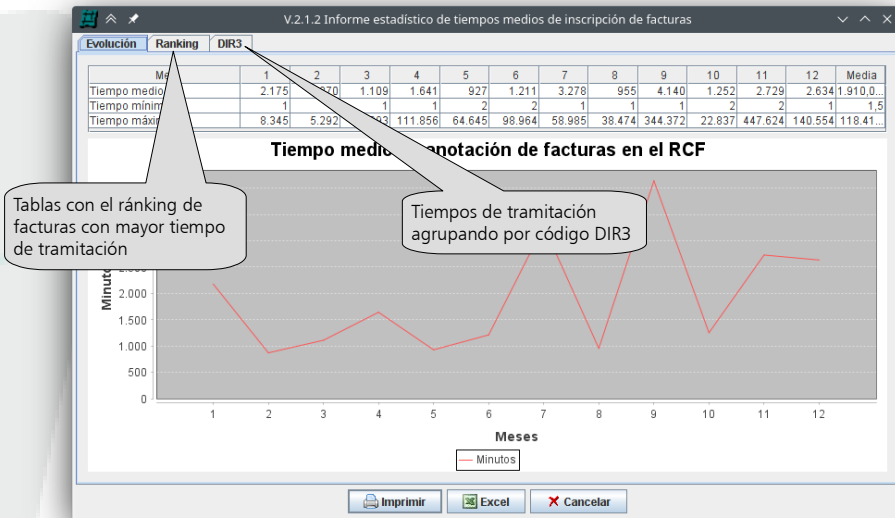 V.2.1.2 Informe estadístico de tiempos medios de inscripción de facturas
Evolución Ranking DIR3
1 2 3 4 5 6 7 8 9 10 11 12 Media
Tiempo medio 2.175 1.109 1.641 927 1.211 3.278 955 4.140 1.252 2.729 2.634 1.910,0...
Tiempo mínim 1 1 1 2 2 1 1 1 2 2 1 1,5
Tiempo máxi 8.345 5.292 111.856 64.645 98.964 58.985 38.474 344.372 22.837 447.624 140.554 118.41...
Tiempo medio anotación de facturas en el RCF
Tablas con el ránking de
facturas con mayor tiempo
de tramitación
Tiempos de tramitación
agrupando por código DIR3
Minutos
2.000
1.500
1.000
500
0
1 2 3 4 5 6 7 8 9 10 11 12
Meses
Minutos
Imprimir Excel Cancelar